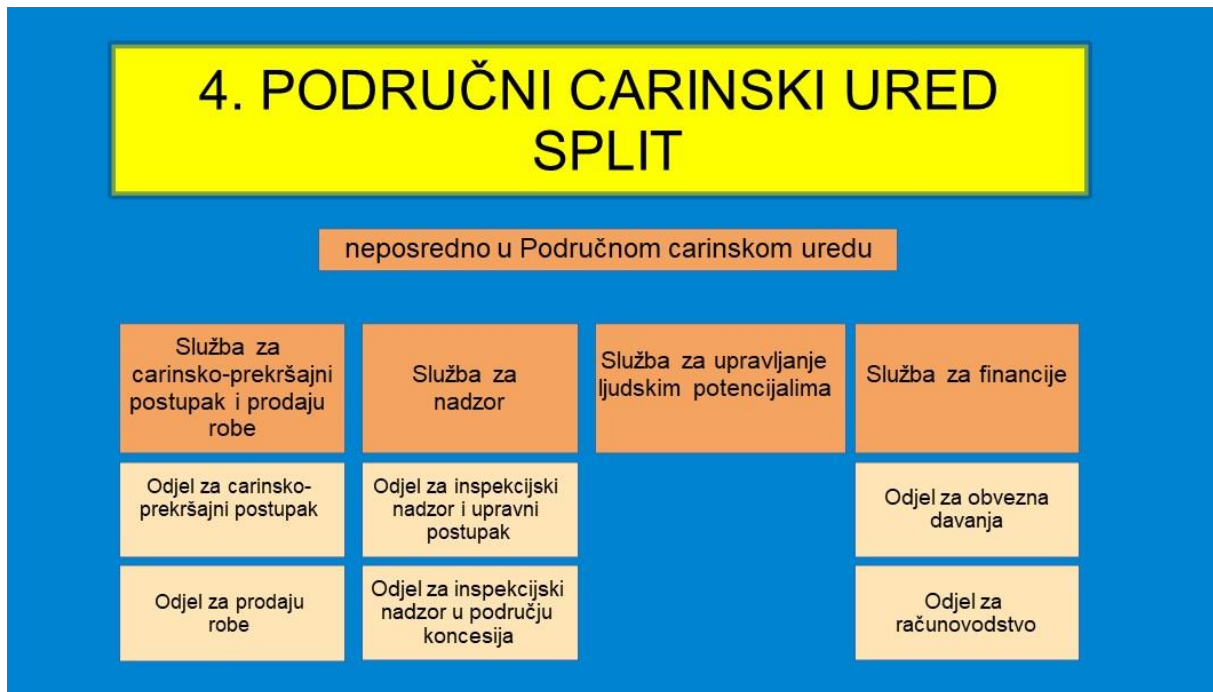 4. PODRUČNI CARINSKI URED
SPLIT
neposredno u Područnom carinskom uredu
Služba za
carinsko-prekršajni
postupak i prodaju
robe
Služba za
nadzor
Služba za upravljanje
ljudskim potencijalima
Služba za financije
Odjel za carinsko-
prekršajni postupak
Odjel za inspekcijski
nadzor i upravni
postupak
Odjel za obvezna
davanja
Odjel za prodaju
robe
Odjel za inspekcijski
nadzor u području
koncesija
Odjel za
računovodstvo